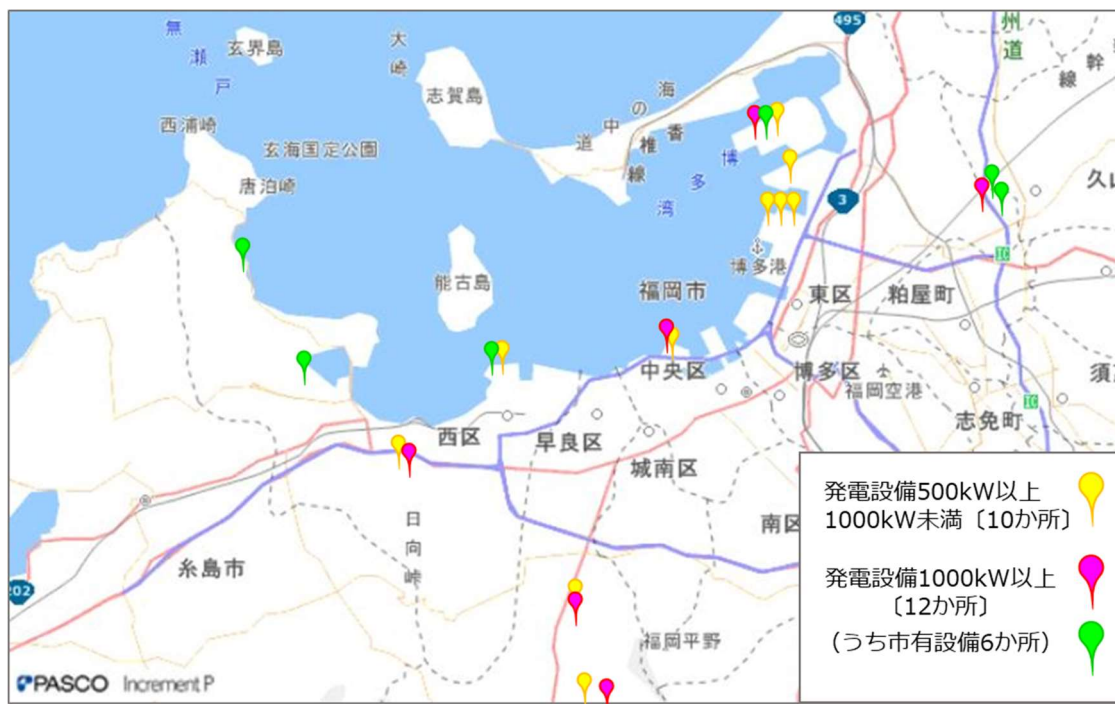 無瀬戸
玄界島
大崎
志賀島
西浦崎
玄海国定公園
唐泊崎
海の中道
香椎線
博多湾
495
州道
幹線
久山
3
能古島
博多港
福岡市
東区
粕屋町
IC
中央区
博多区
福岡空港
須
IC
志免町
西区
早良区
城南区
南区
日向峠
糸島市
202
福岡平野
PASCO Increment P
発電設備500kW以上
1000kW未満〔10か所〕
発電設備1000kW以上
〔12か所〕
(うち市有設備6か所)